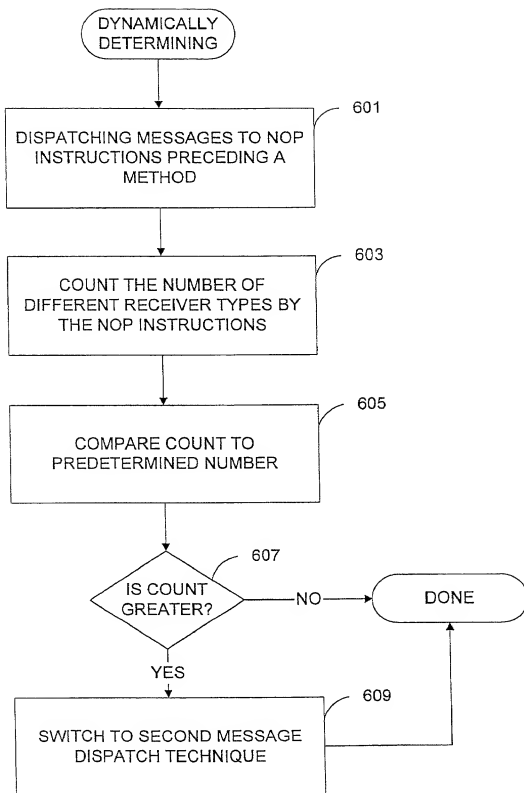 DYNAMICALLY
DETERMINING
601
DISPATCHING MESSAGES TO NOP
INSTRUCTIONS PRECEDING A
METHOD
603
COUNT THE NUMBER OF
DIFFERENT RECEIVER TYPES BY
THE NOP INSTRUCTIONS
605
COMPARE COUNT TO
PREDETERMINED NUMBER
607
IS COUNT
GREATER?
NO
DONE
YES
609
SWITCH TO SECOND MESSAGE
DISPATCH TECHNIQUE